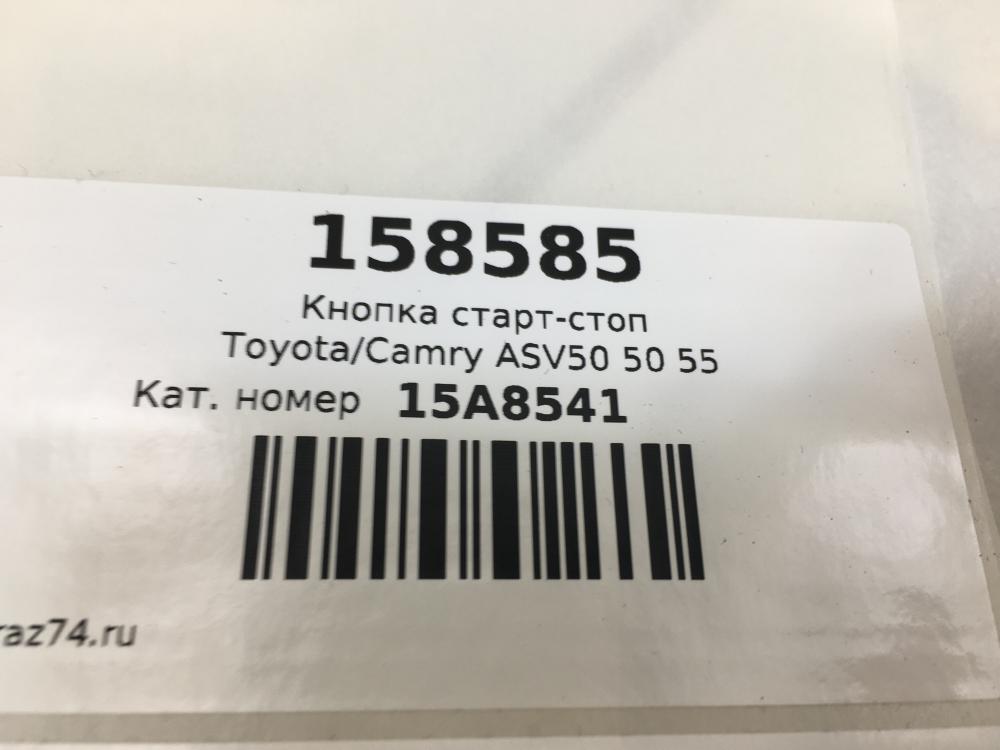 158585
Кнопка старт-стоп
Toyota/Camry ASV50 50 55
Кат. номер 15A8541
raz74.ru